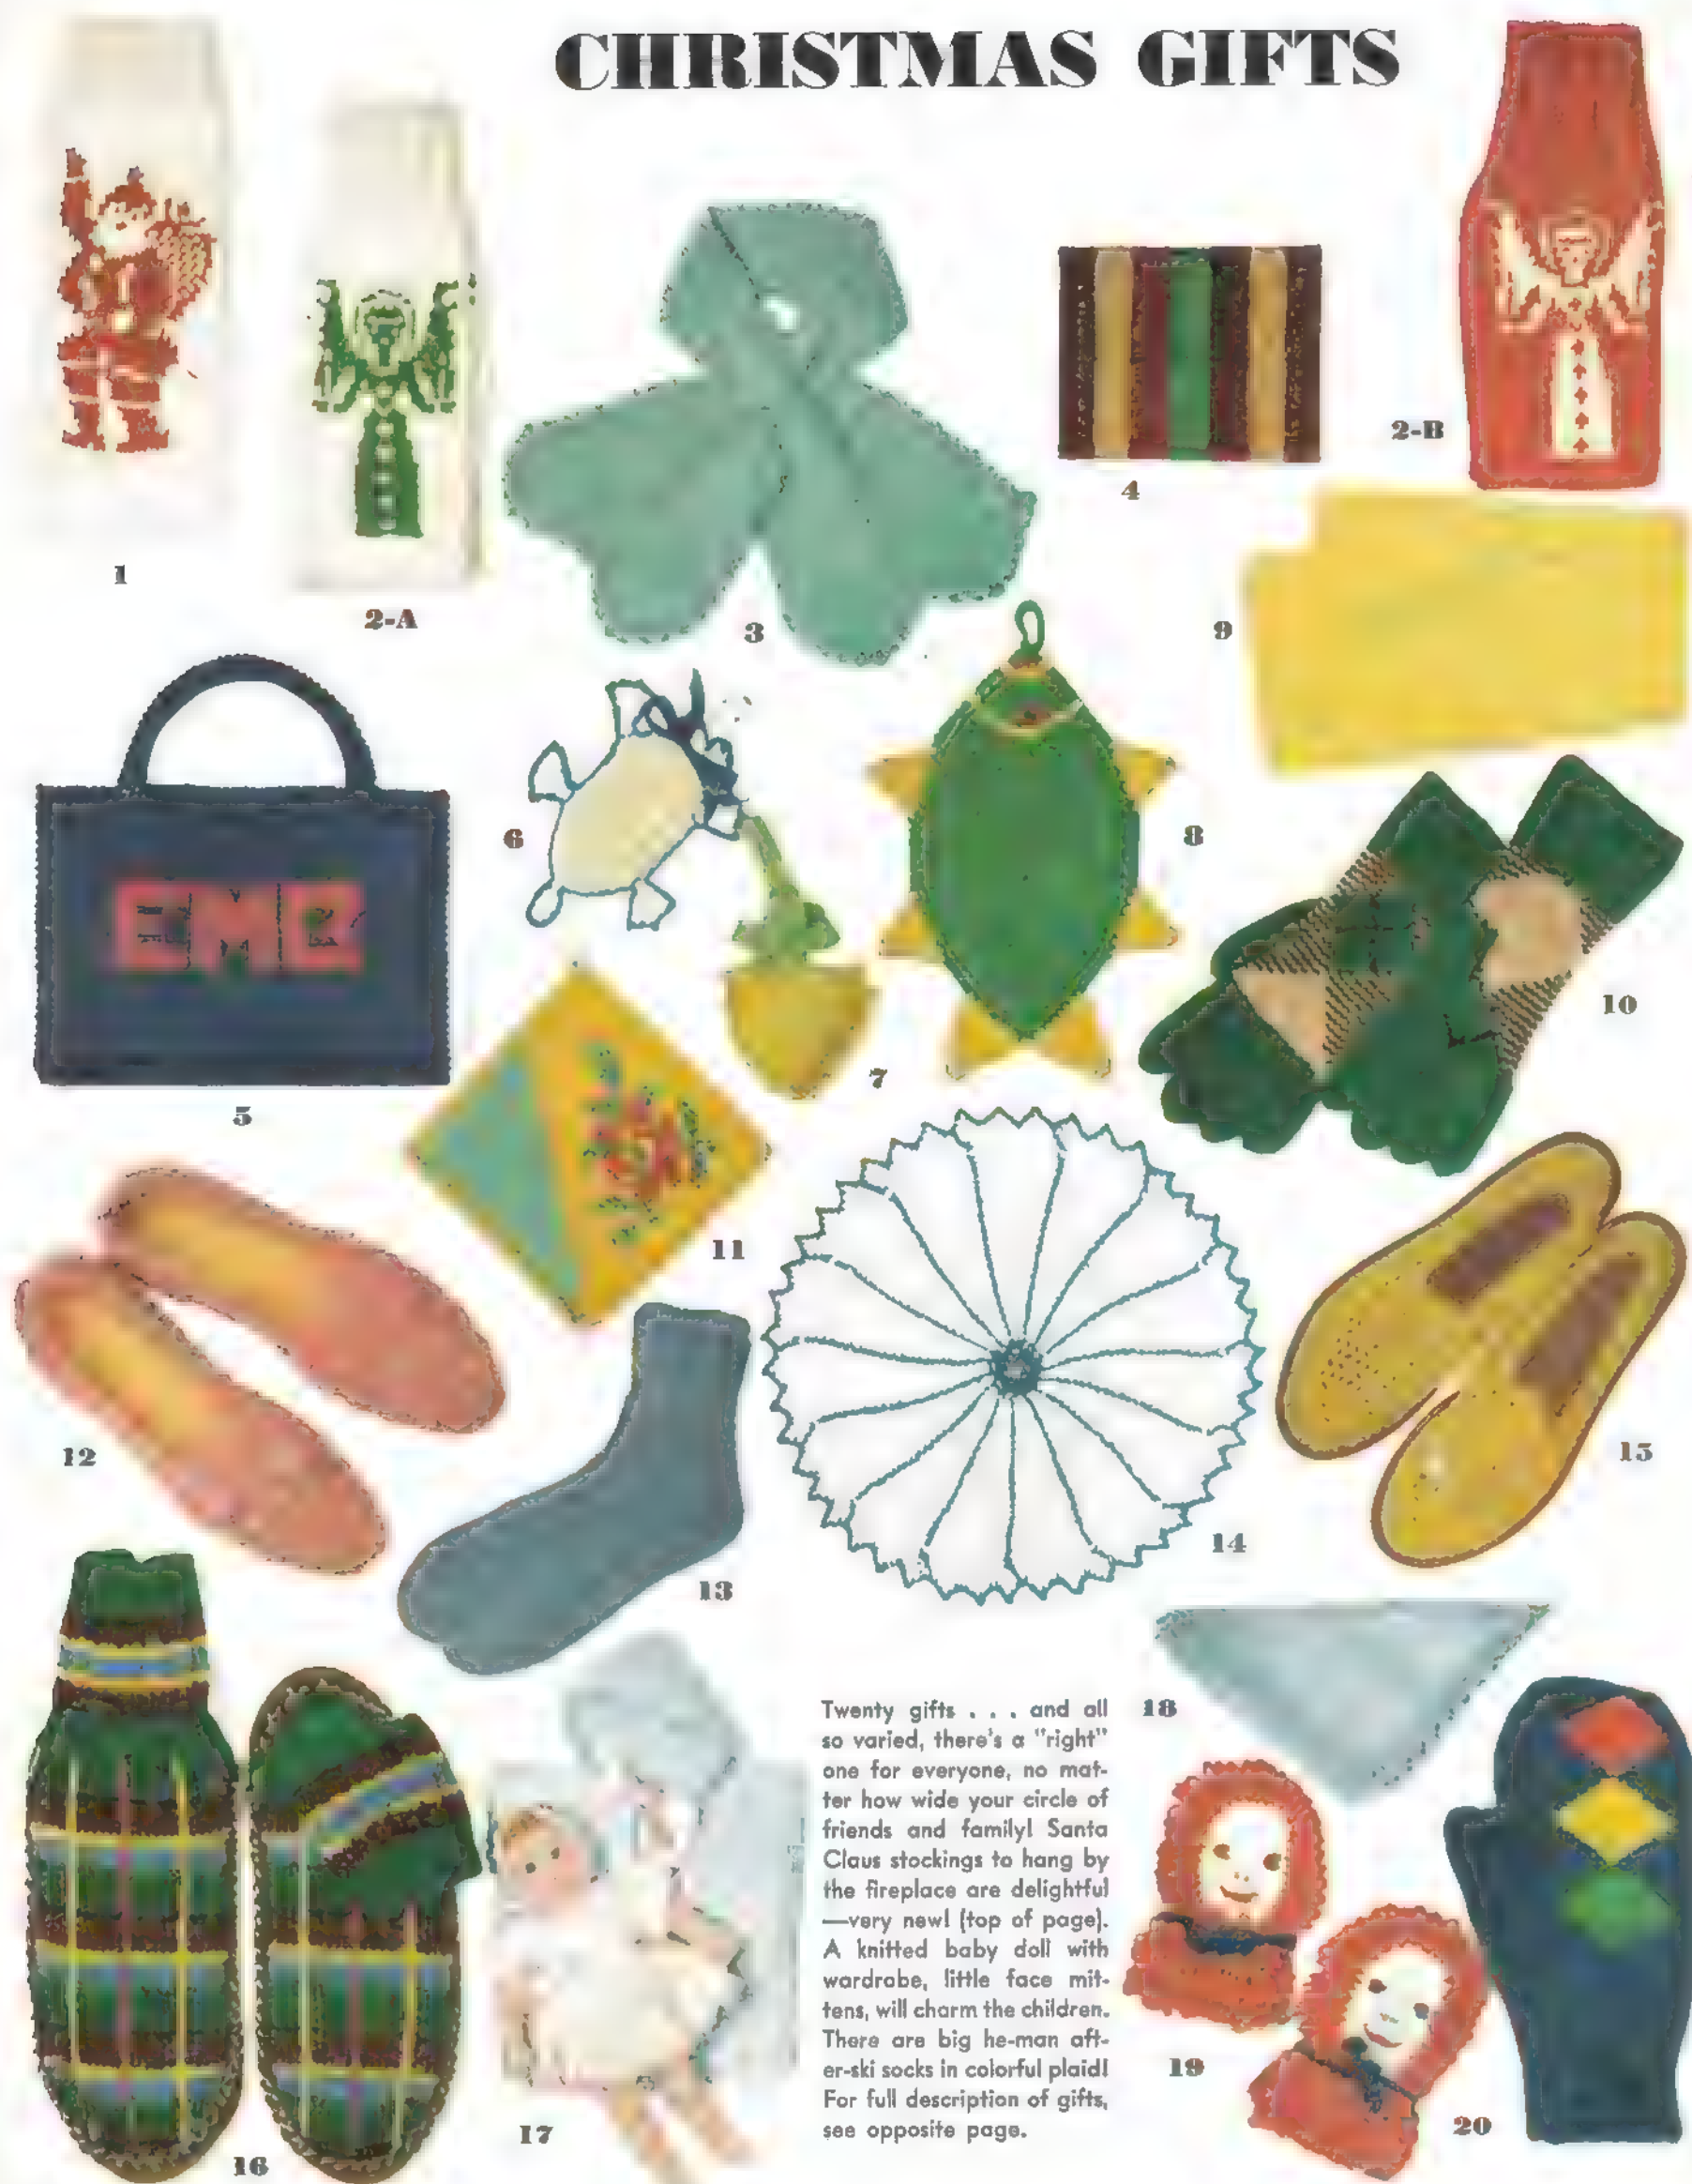 CHRISTMAS GIFTS
1
2-A
3
4
2-B
5
EMB
6
7
8
9
10
11
12
13
14
15
16
17
Twenty gifts . . . and all
so varied, there's a "right"
one for everyone, no mat-
ter how wide your circle of
friends and family! Santa
Claus stockings to hang by
the fireplace are delightful
—very new! (top of page).
A knitted baby doll with
wardrobe, little face mit-
tens, will charm the children.
There are big he-man aft-
er-ski socks in colorful plaid!
For full description of gifts,
see opposite page.
18
19
20